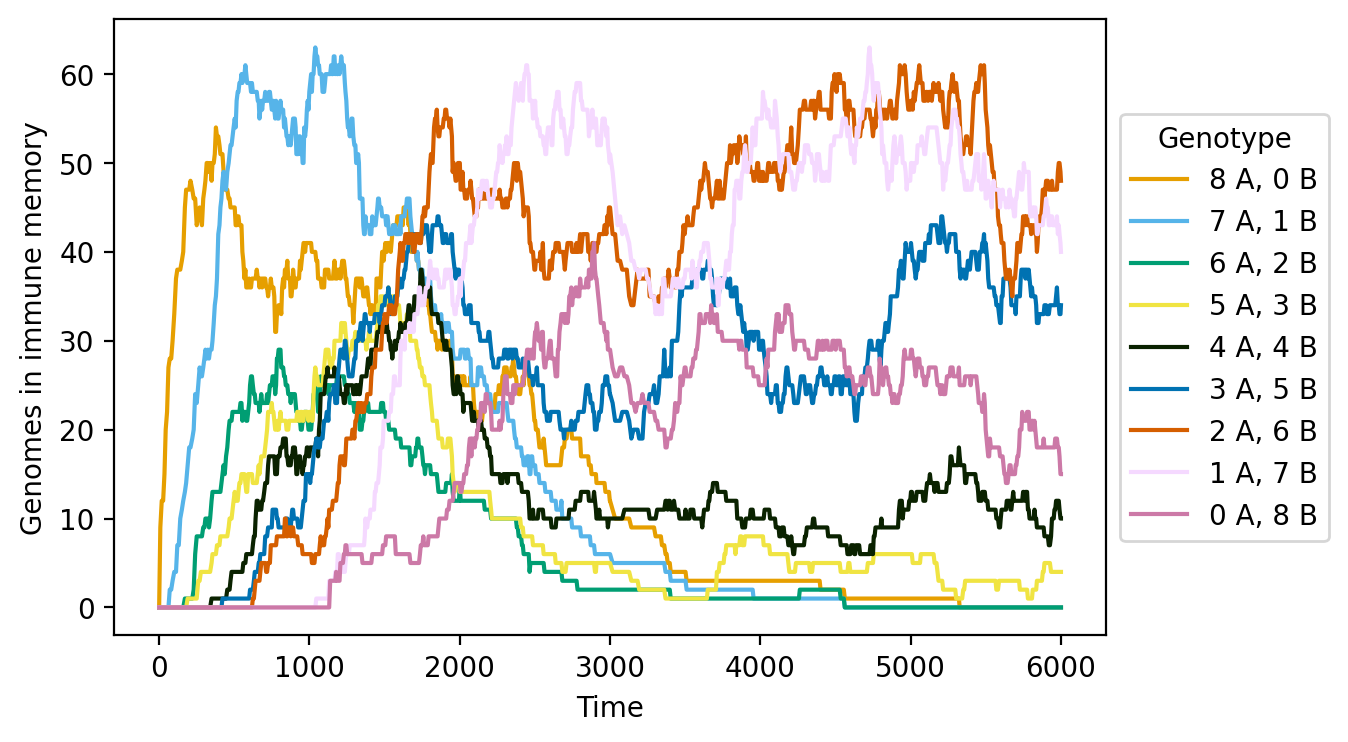 Genomes in immune memory
60
50
40
30
20
10
0
0 1000 2000 3000 4000 5000 6000
Time
Genotype
8 A, 0 B
7 A, 1 B
6 A, 2 B
5 A, 3 B
4 A, 4 B
3 A, 5 B
2 A, 6 B
1 A, 7 B
0 A, 8 B